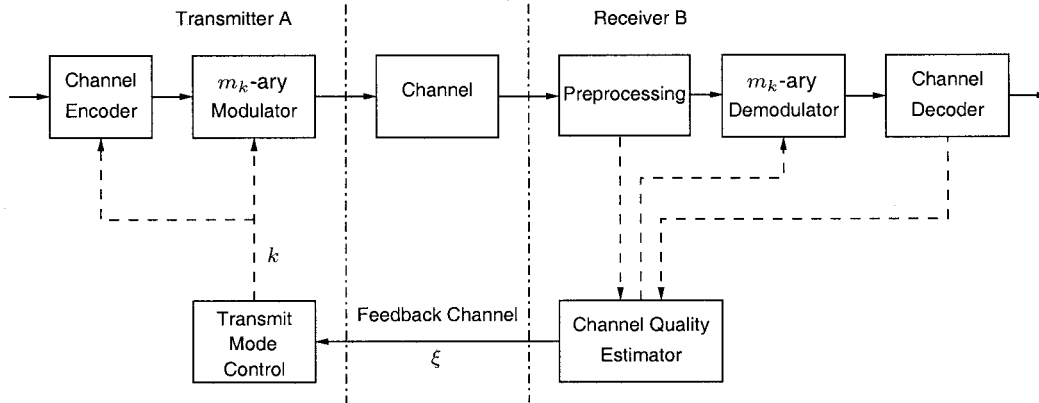 Transmitter A
Receiver B
Channel
Encoder
m_k-ary
Modulator
Channel
Preprocessing
m_k-ary
Demodulator
Channel
Decoder
k
Transmit
Mode
Control
Feedback Channel
ξ
Channel Quality
Estimator